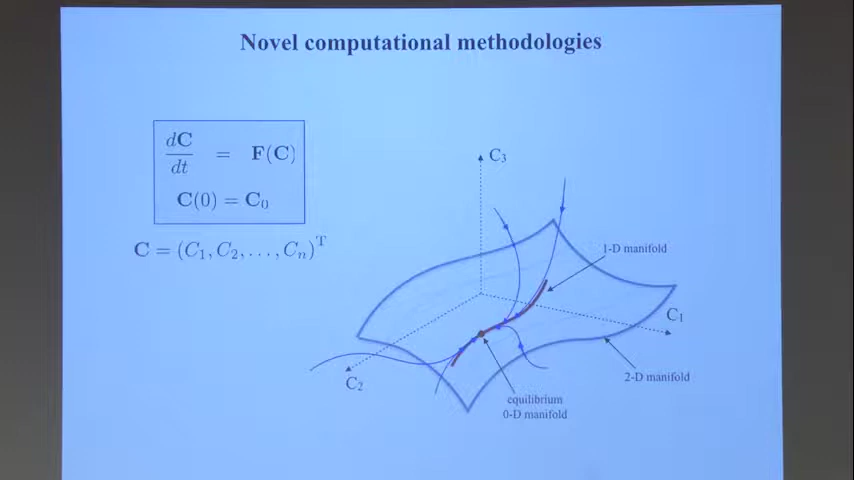 Novel computational methodologies
dC/dt = F(C)
C(0) = C₀
C = (C₁, C₂, . . . , Cₙ)ᵀ
C₃
1-D manifold
C₁
2-D manifold
C₂
equilibrium
0-D manifold